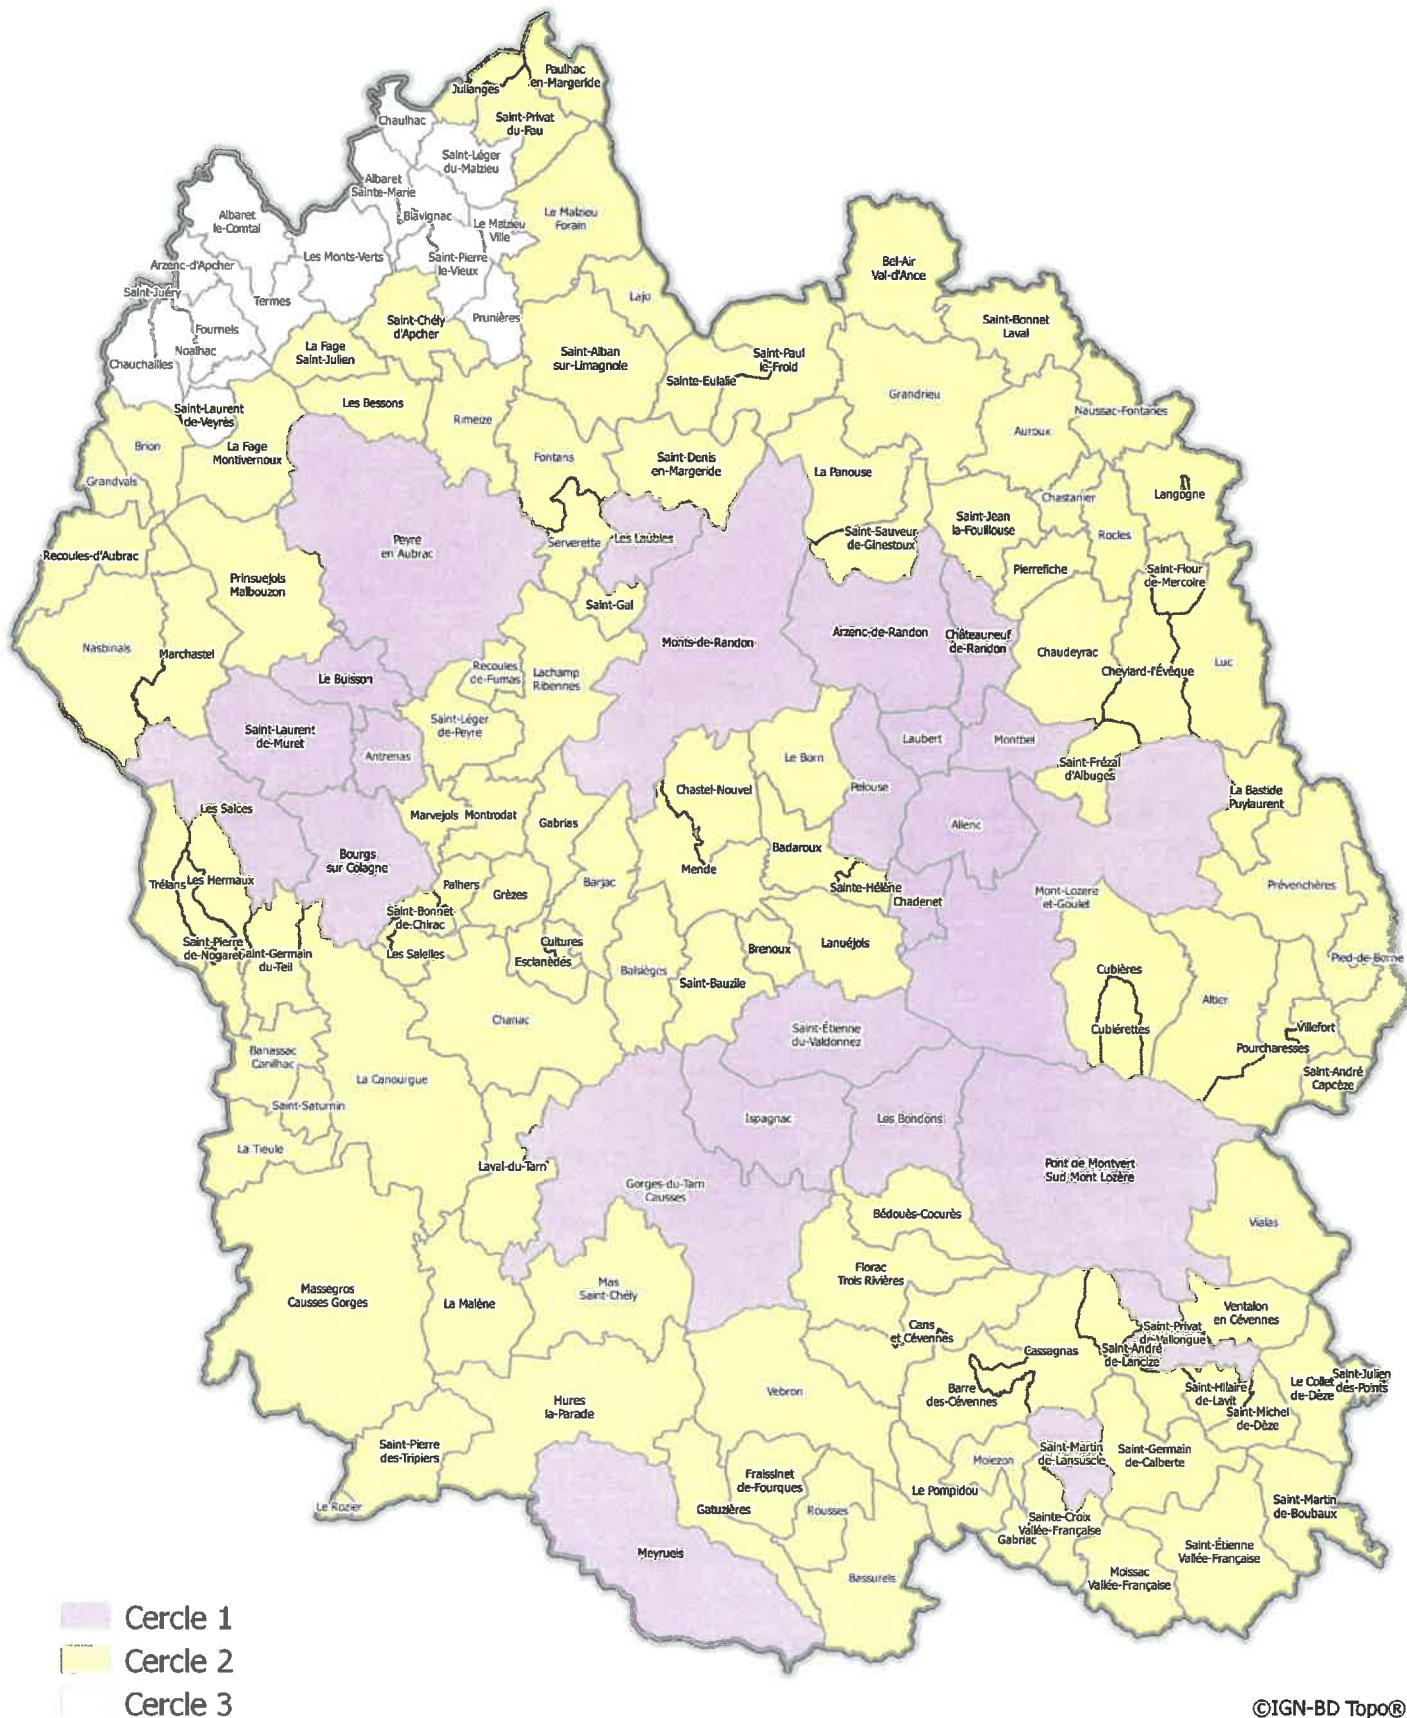 Paulhac
en-Margeride
Julianges
Saint-Privat
du-Fau
Chaulhac
Saint-Léger
du-Malzieu
Albaret
Sainte-Marie
Blavignac
Le Malzieu
Ville
Le Malzieu
Forain
Albaret
le-Comtal
Les Monts-Verts
Saint-Pierre
le-Vieux
Arzenc-d'Apcher
Bel-Air
Val-d'Ance
Saint-Juéry
Termes
Lajo
Prunières
Fournels
Saint-Chély
d'Apcher
Saint-Bonnet
Laval
Noalhac
La Fage
Saint-Julien
Saint-Alban
sur-Limagnole
Saint-Paul
le-Froid
Chauchailles
Sainte-Eulalie
Grandrieu
Saint-Laurent
de-Veyrès
Les Bessons
Rimeize
Naussac-Fontanes
Auroux
Brion
La Fage
Montivernoux
Fontans
Saint-Denis
en-Margeride
La Panouse
Grandvals
Chastanier
Langogne
Saint-Jean
la-Fouillouse
Recoules-d'Aubrac
Peyre
en Aubrac
Serverette
Les Laubies
Saint-Sauveur
de-Ginestoux
Rocles
Prinsuejols
Malbouzon
Pierrefiche
Saint-Flour
de-Mercoire
Saint-Gal
Nasbinals
Marchastel
Monts-de-Randon
Arzenc-de-Randon
Châteauneuf
de-Randon
Chaudeyrac
Cheylard-l'Évêque
Luc
Le Buisson
Recoules
de-Fumas
Lachamp
Ribennes
Saint-Laurent
de-Muret
Saint-Léger
de-Peyre
Antrenas
Laubert
Montbel
Le Born
Saint-Frézal
d'Albuges
Pelouse
Chastel-Nouvel
La Bastide
Puylaurent
Les Salces
Marvejols
Montrodat
Gabrias
Allenc
Bourgs
sur Colagne
Badaroux
Mende
Trélans
Les Hermaux
Palhers
Grèzes
Barjac
Sainte-Hélène
Chadenet
Mont-Lozere
et-Goulet
Prévenchères
Saint-Bonnet
de-Chirac
Saint-Pierre
de-Nogaret
Saint-Germain
du-Teil
Les Salelles
Cultures
Esclanèdes
Brenoux
Lanuéjols
Balsièges
Saint-Bauzile
Cubières
Pied-de-Borne
Altier
Chanac
Saint-Étienne
du-Valdonnez
Cubiérettes
Villefort
Pourcharesses
Banassac
Canilhac
La Canourgue
Saint-André
Capcèze
Saint-Saturnin
Ispagnac
Les Bondons
La Tieule
Laval-du-Tarn
Gorges-du-Tarn
Causses
Pont de Montvert
Sud Mont Lozère
Bédouès-Cocurès
Vialas
Florac
Trois Rivières
Massegros
Causses Gorges
La Malène
Mas
Saint-Chély
Ventalon
en Cévennes
Cans
et Cévennes
Saint-Privat
de-Vallongue
Cassagnas
Saint-André
de-Lancize
Vebron
Barre
des-Cévennes
Saint-Hilaire
de-Lavit
Le Collet
de-Dèze
Saint-Julien
des-Points
Hures
la-Parade
Saint-Michel
de-Dèze
Saint-Pierre
des-Tripiers
Saint-Martin
de-Lansuscle
Saint-Germain
de-Calberte
Molezon
Fraissinet
de-Fourques
Le Pompidou
Le Rozier
Gatuzières
Rousses
Saint-Martin
de-Boubaux
Sainte-Croix
Vallée-Française
Gabriac
Meyrueis
Saint-Étienne
Vallée-Française
Bassurels
Moissac
Vallée-Française
Cercle 1
Cercle 2
Cercle 3
©IGN-BD Topo®